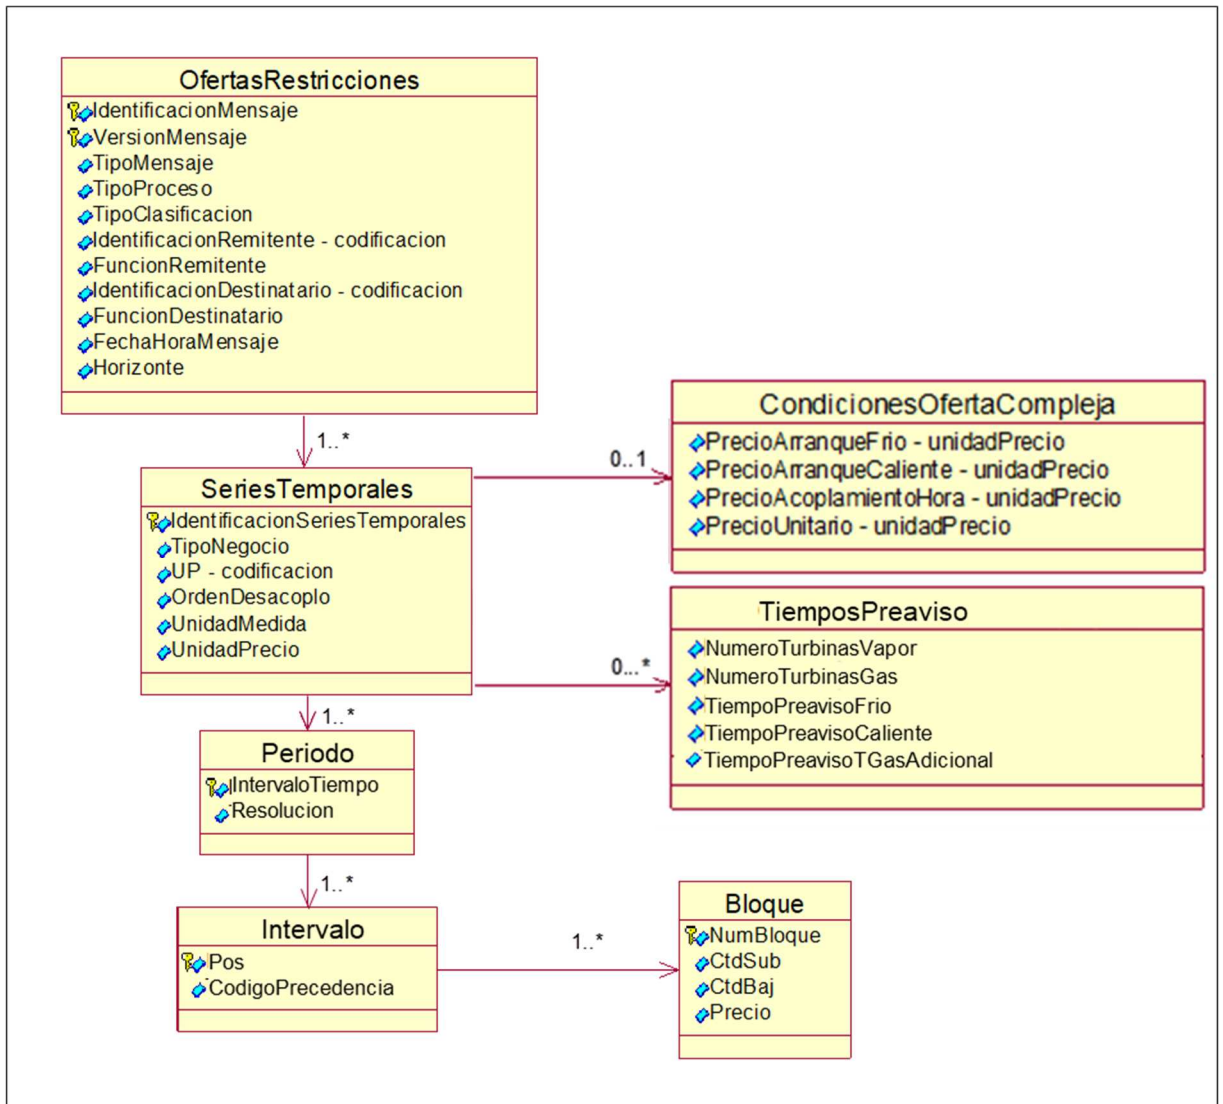 OfertasRestricciones
IdentificacionMensaje
VersionMensaje
TipoMensaje
TipoProceso
TipoClasificacion
IdentificacionRemitente - codificacion
FuncionRemitente
IdentificacionDestinatario - codificacion
FuncionDestinatario
FechaHoraMensaje
Horizonte
1..*
SeriesTemporales
IdentificacionSeriesTemporales
TipoNegocio
UP - codificacion
OrdenDesacoplo
UnidadMedida
UnidadPrecio
0..1
CondicionesOfertaCompleja
PrecioArranqueFrio - unidadPrecio
PrecioArranqueCaliente - unidadPrecio
PrecioAcoplamientoHora - unidadPrecio
PrecioUnitario - unidadPrecio
0...*
TiemposPreaviso
NumeroTurbinasVapor
NumeroTurbinasGas
TiempoPreavisoFrio
TiempoPreavisoCaliente
TiempoPreavisoTGasAdicional
1..*
Periodo
IntervaloTiempo
Resolucion
1..*
Intervalo
Pos
CodigoPrecedencia
1..*
Bloque
NumBloque
CtdSub
CtdBaj
Precio